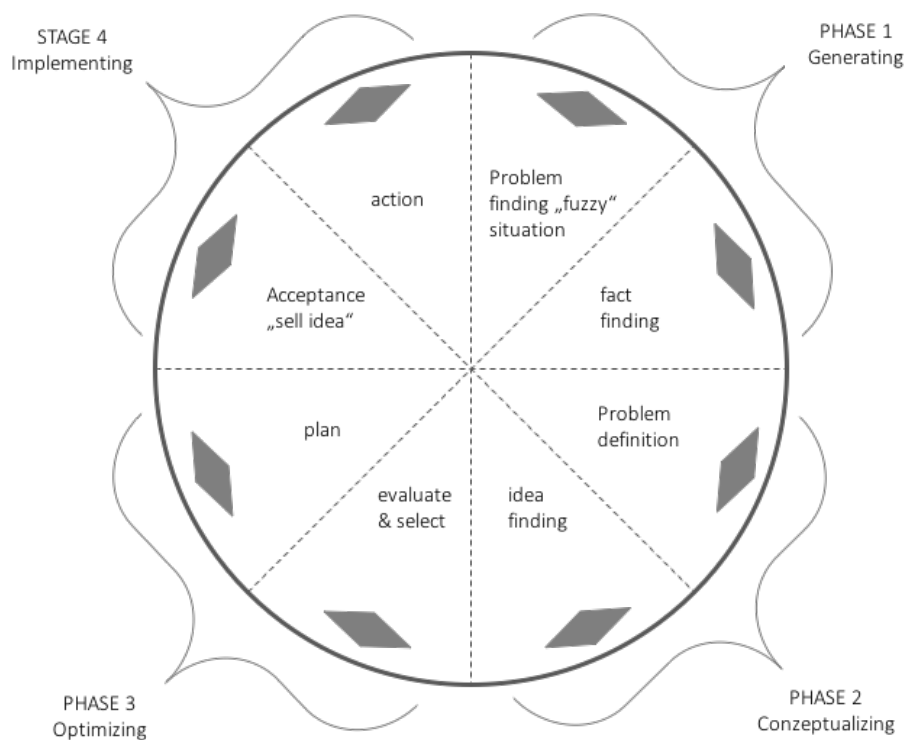 STAGE 4
Implementing
PHASE 1
Generating
action
Problem
finding „fuzzy“
situation
Acceptance
„sell idea“
fact
finding
plan
Problem
definition
evaluate
& select
idea
finding
PHASE 3
Optimizing
PHASE 2
Conzeptualizing